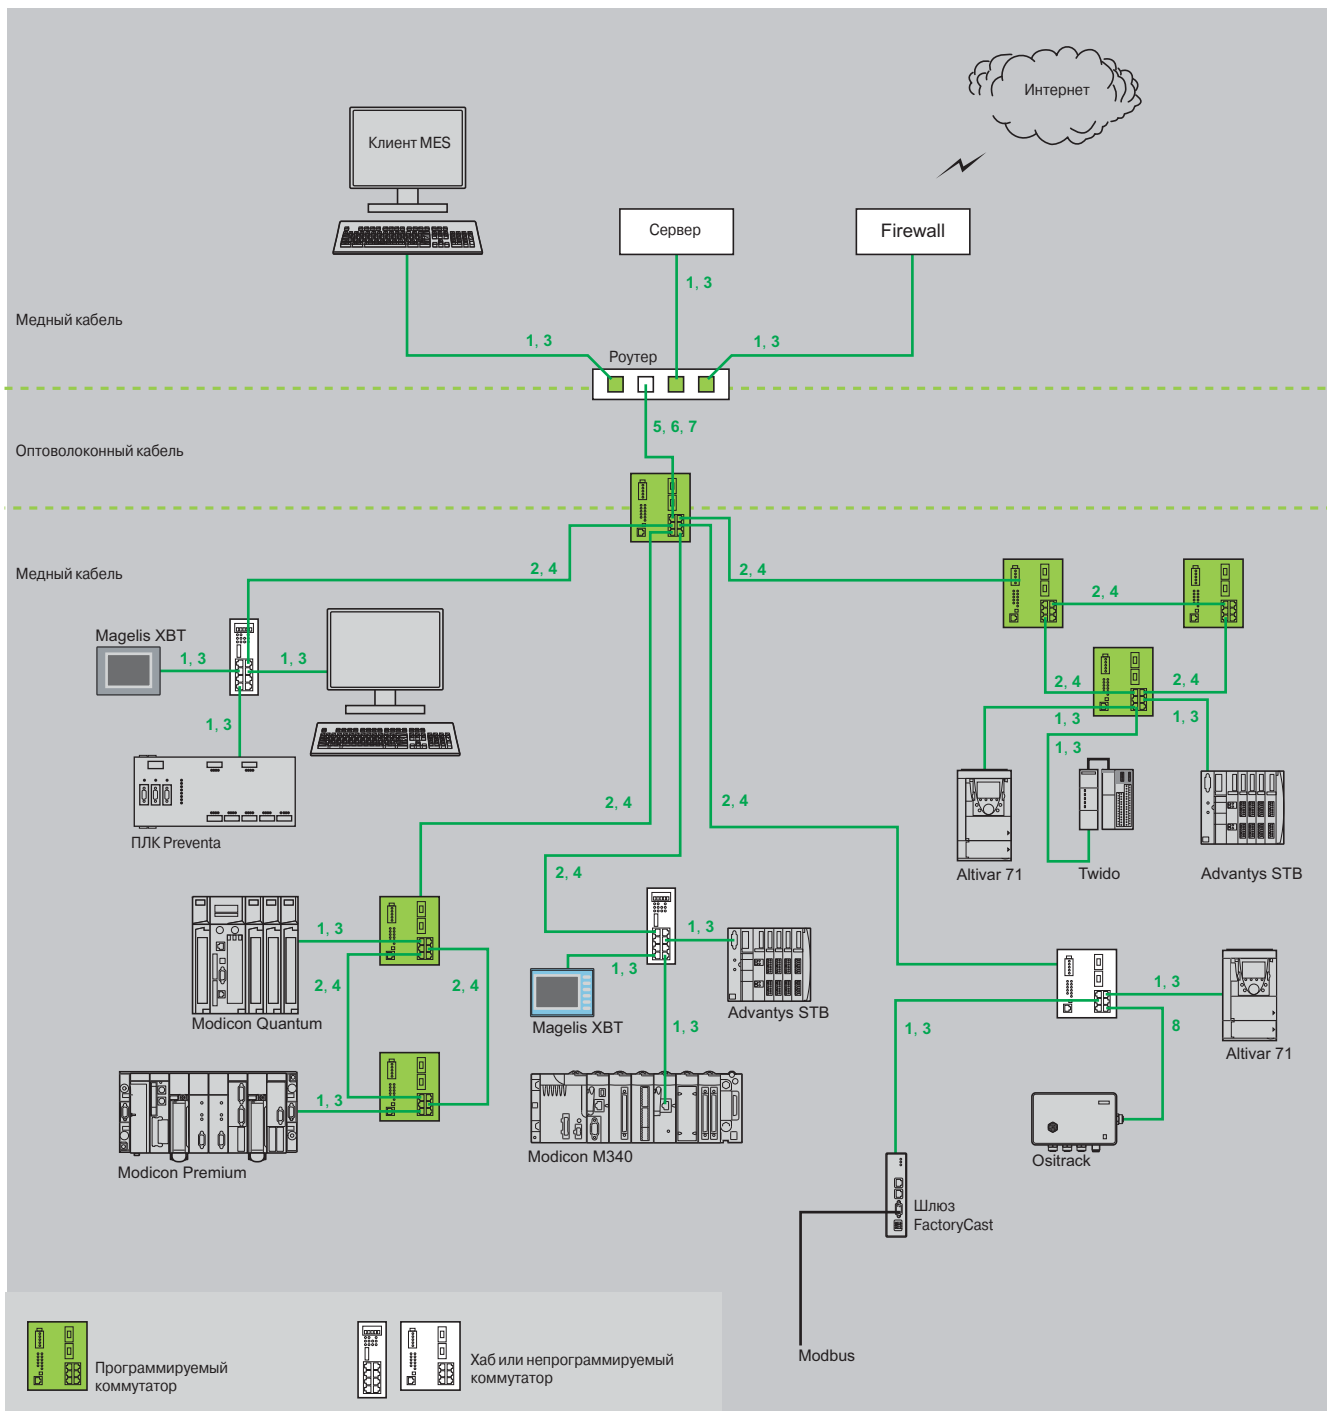 Интернет
Клиент MES
Сервер
Firewall
1, 3
Медный кабель
1, 3
1, 3
Роутер
5, 6, 7
Оптоволоконный кабель
Медный кабель
2, 4
2, 4
2, 4
Magelis XBT
1, 3
1, 3
2, 4
2, 4
1, 3
1, 3
1, 3
1, 3
2, 4
2, 4
ПЛК Preventa
2, 4
Altivar 71
Twido
Advantys STB
1, 3
1, 3
1, 3
2, 4
2, 4
1, 3
8
Modicon Quantum
Magelis XBT
Advantys STB
1, 3
1, 3
Altivar 71
1, 3
Modicon Premium
Modicon M340
Ositrack
Шлюз
FactoryCast
Modbus
Программируемый
коммутатор
Хаб или непрограммируемый
коммутатор